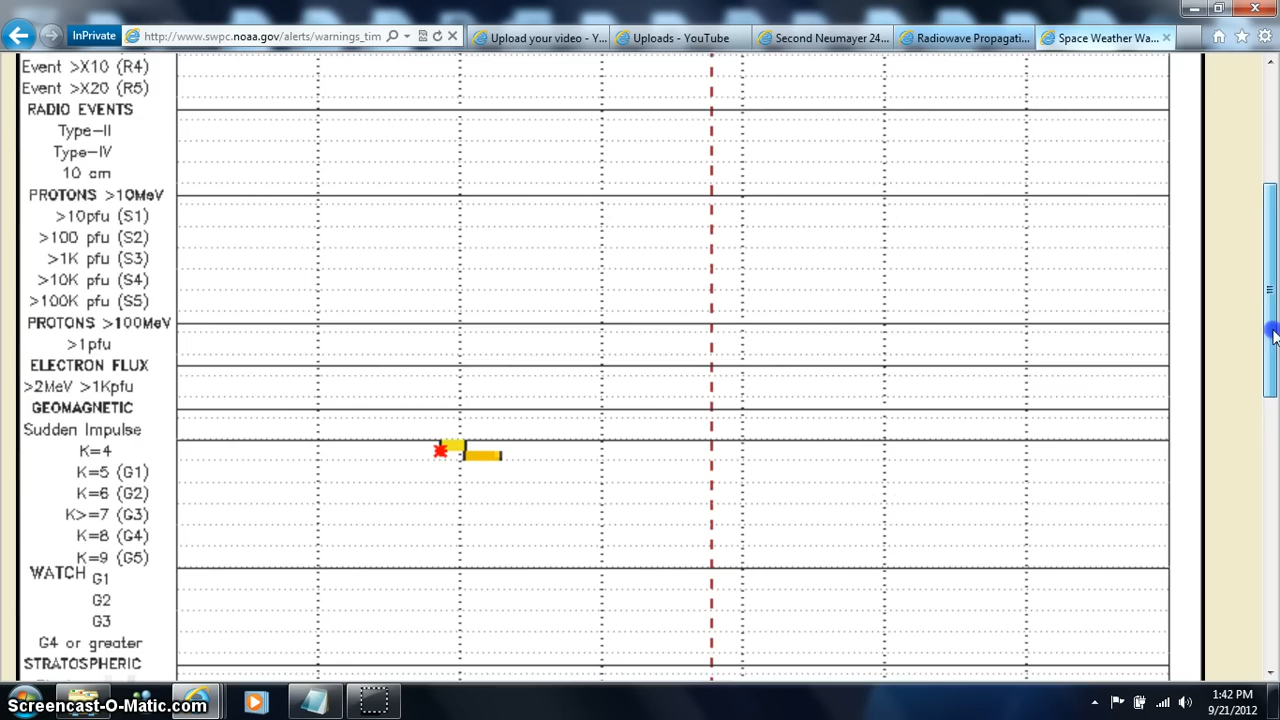 InPrivate
http://www.swpc.noaa.gov/alerts/warnings_tim
Upload your video - Y...
Uploads - YouTube
Second Neumayer 24...
Radiowave Propagati...
Space Weather Wa...
Event >X10 (R4)
Event >X20 (R5)
RADIO EVENTS
Type-II
Type-IV
10 cm
PROTONS >10MeV
>10pfu (S1)
>100 pfu (S2)
>1K pfu (S3)
>10K pfu (S4)
>100K pfu (S5)
PROTONS >100MeV
>1pfu
ELECTRON FLUX
>2MeV >1Kpfu
GEOMAGNETIC
Sudden Impulse
K=4
K=5 (G1)
K=6 (G2)
K>=7 (G3)
K=8 (G4)
K=9 (G5)
WATCH
G1
G2
G3
G4 or greater
STRATOSPHERIC
1:42 PM
9/21/2012
Screencast-O-Matic.com